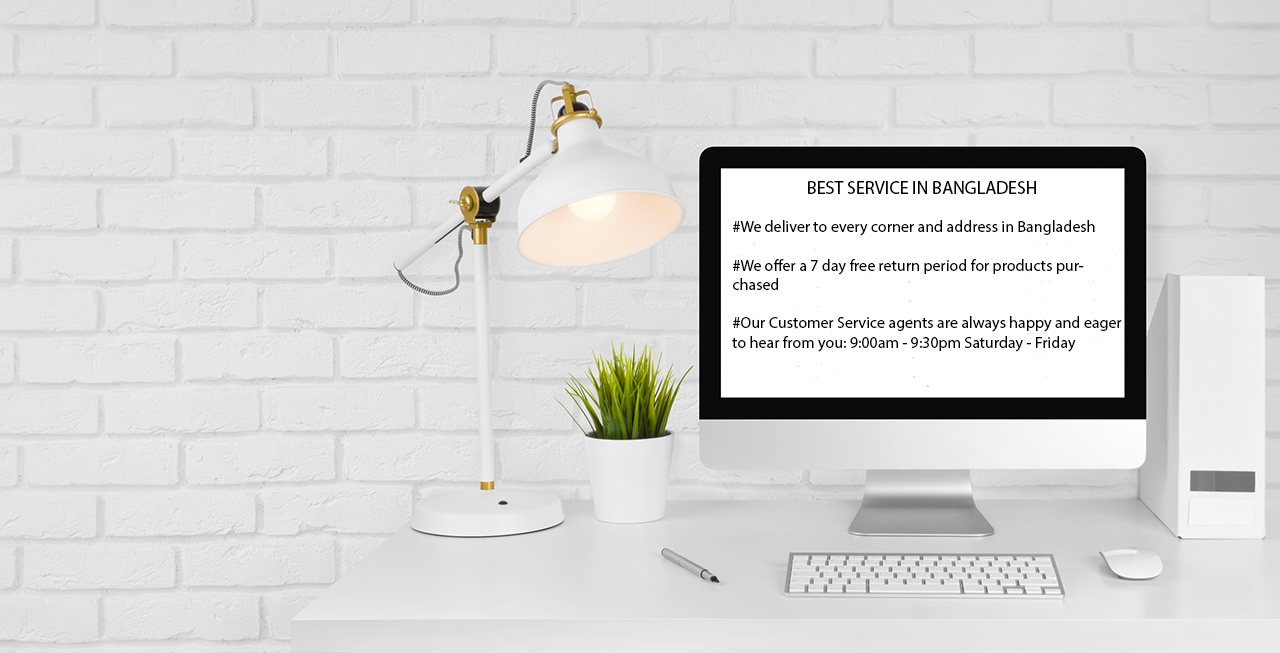 BEST SERVICE IN BANGLADESH
#We deliver to every corner and address in Bangladesh
#We offer a 7 day free return period for products pur-
chased
#Our Customer Service agents are always happy and eager
to hear from you: 9:00am - 9:30pm Saturday - Friday